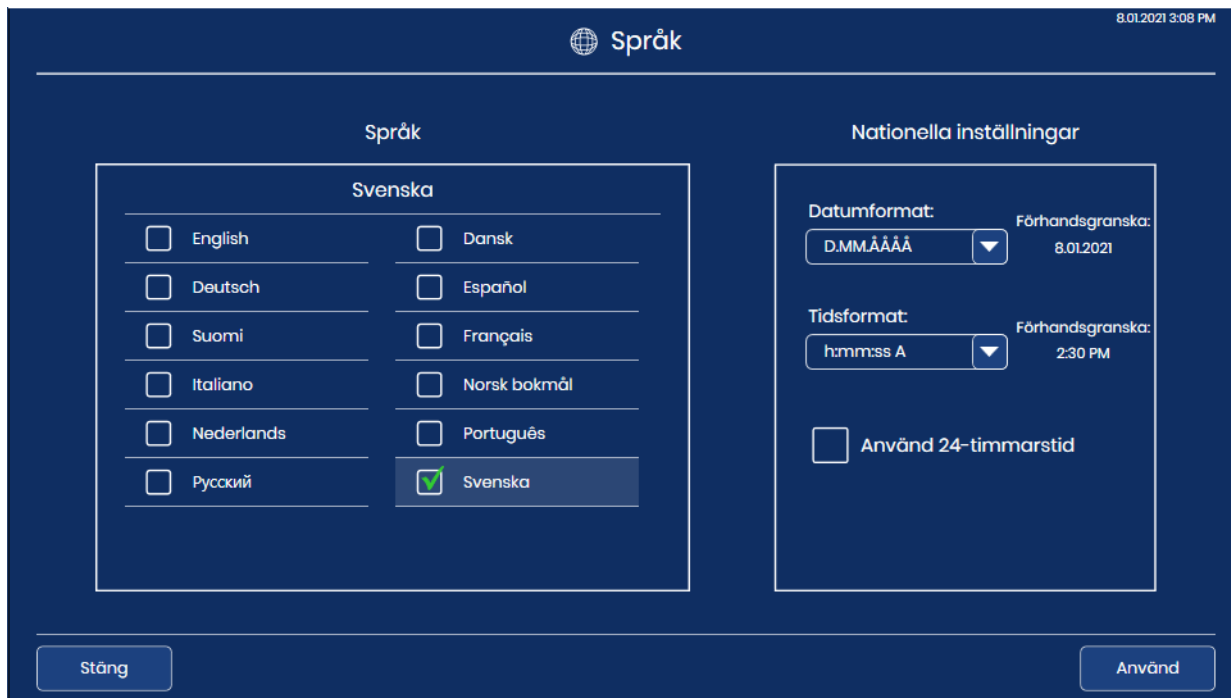 8.01.2021 3:08 PM
Språk
Språk
Svenska
English
Dansk
Deutsch
Español
Suomi
Français
Italiano
Norsk bokmål
Nederlands
Português
Русский
Svenska
Nationella inställningar
Datumformat:
Förhandsgranska:
D.MM.ÅÅÅÅ
8.01.2021
Tidsformat:
Förhandsgranska:
h:mm:ss A
2:30 PM
Använd 24-timmarstid
Stäng
Använd